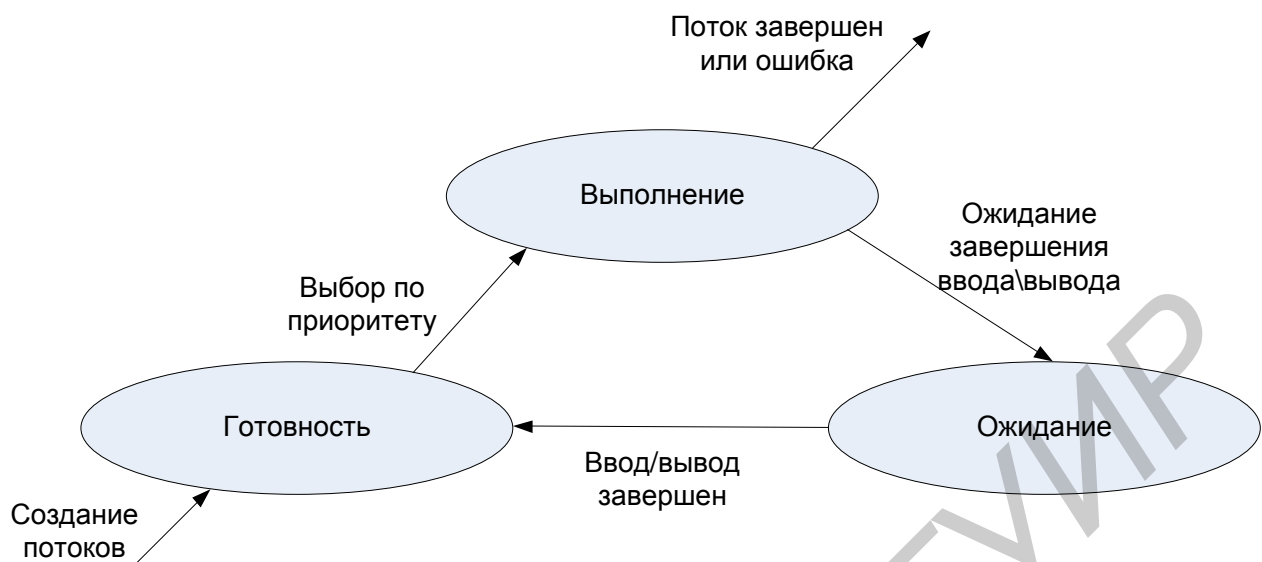 Поток завершен
или ошибка
Выполнение
Ожидание
завершения
ввода\вывода
Выбор по
приоритету
Готовность
Ожидание
Ввод/вывод
завершен
Создание
потоков
ГУИР